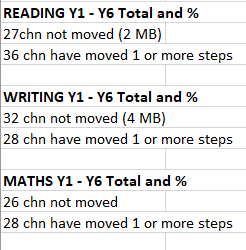 READING Y1 - Y6 Total and %
27chn not moved (2 MB)
36 chn have moved 1 or more steps
WRITING Y1 - Y6 Total and %
32 chn not moved (4 MB)
28 chn have moved 1 or more steps
MATHS Y1 - Y6 Total and %
26 chn not moved
28 chn have moved 1 or more steps